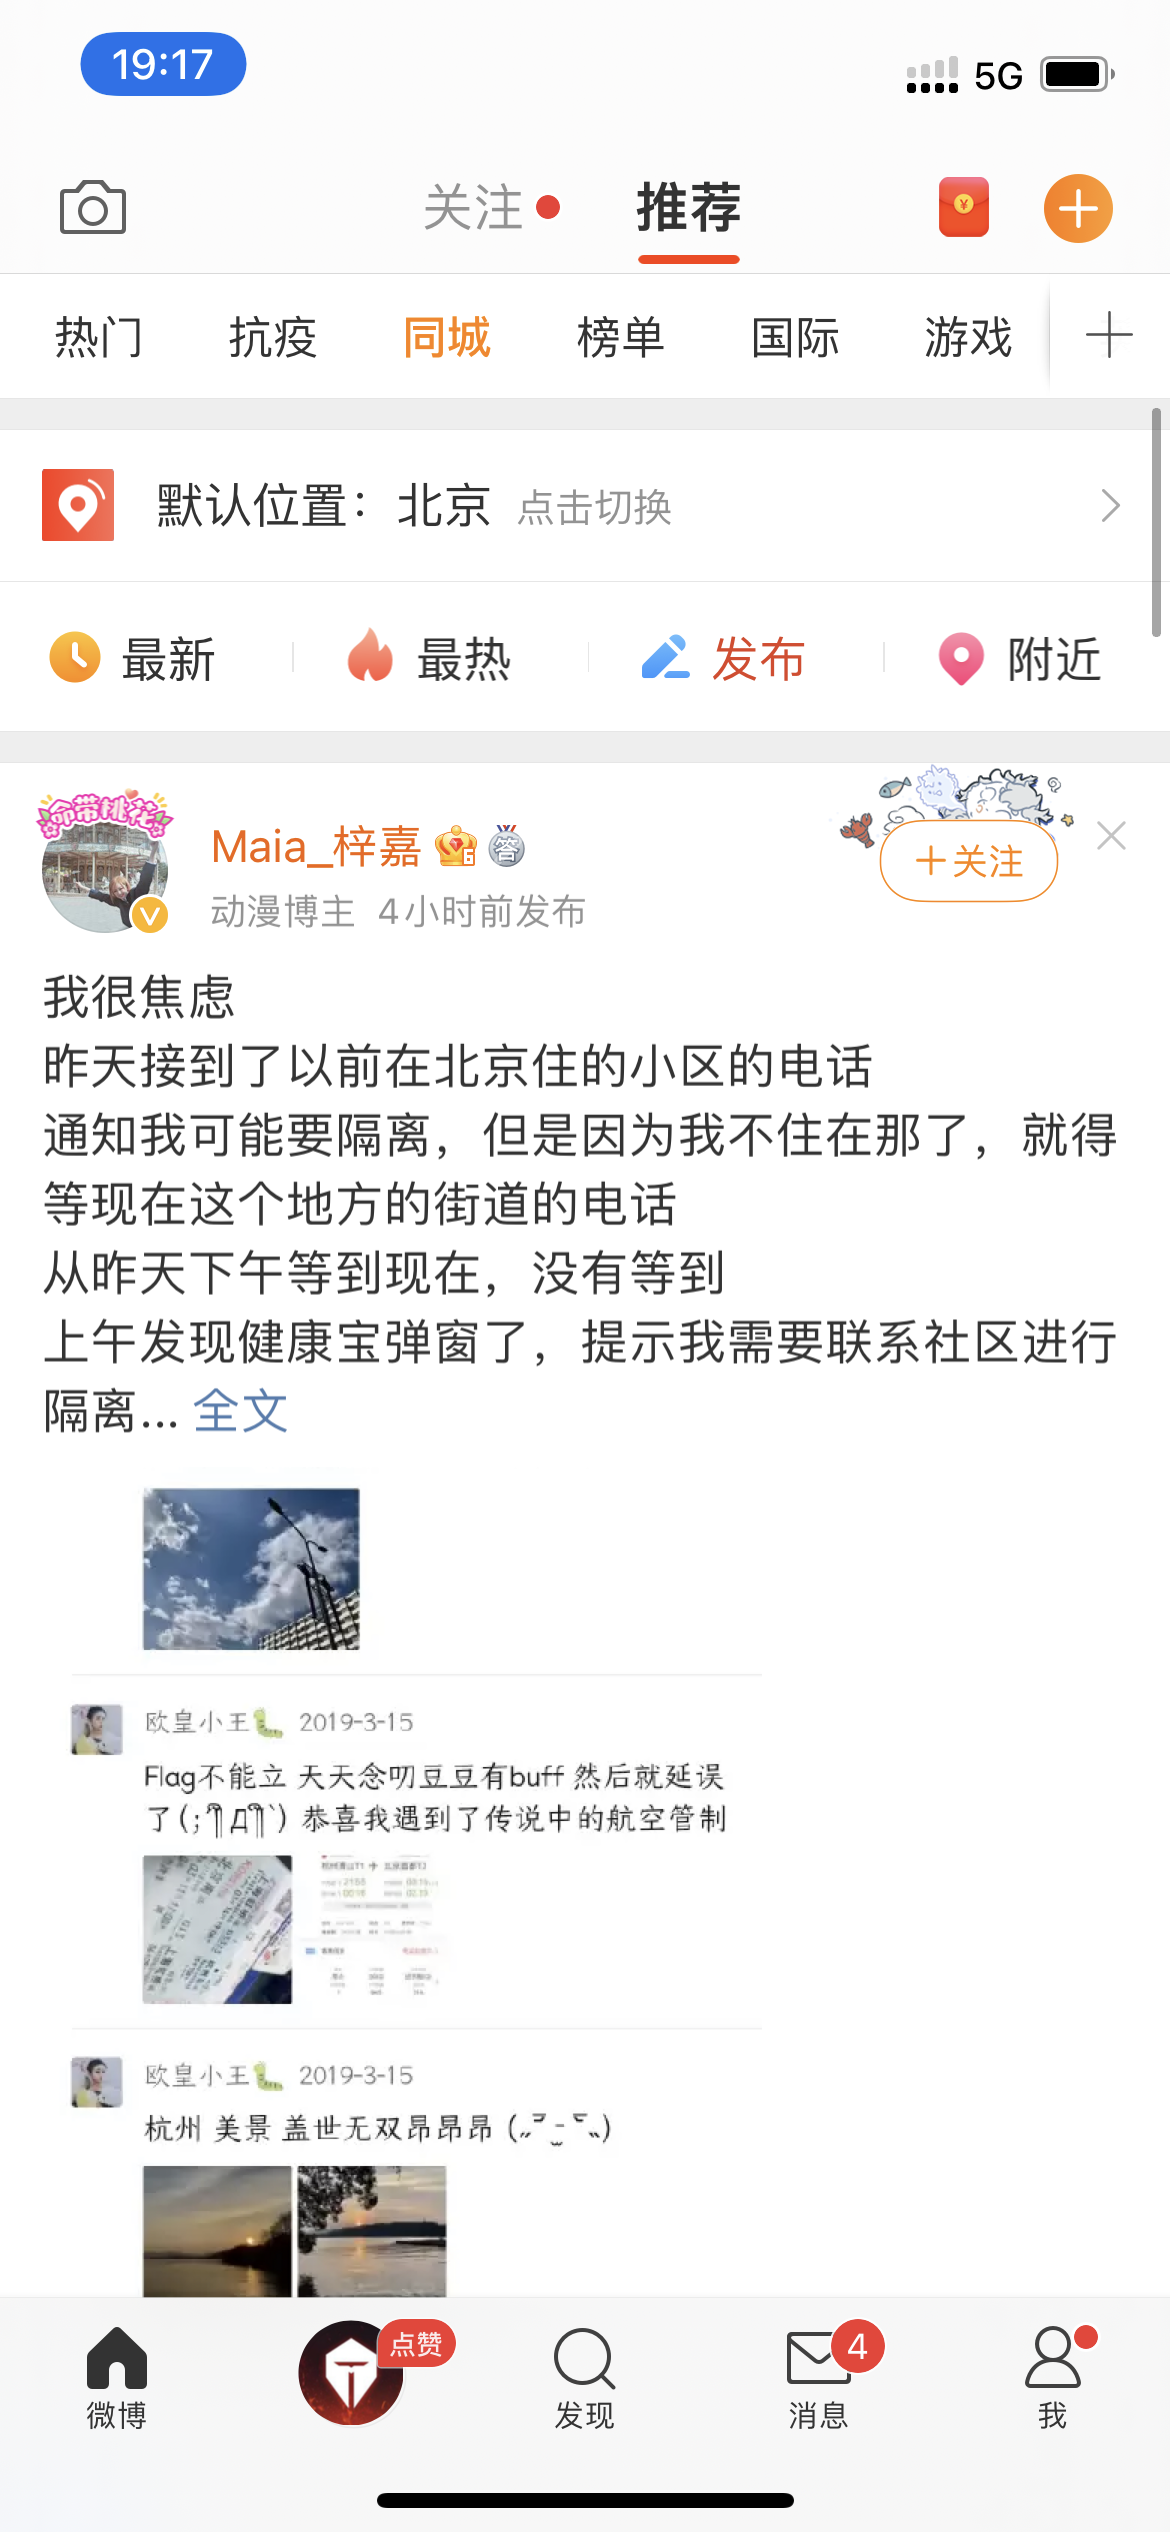 19:17
5G
关注
推荐
热门
抗疫
同城
榜单
国际
游戏
默认位置：北京 点击切换
最新
最热
发布
附近
命带桃花
Maia_梓嘉
答
动漫博主 4小时前发布
+关注
我很焦虑
昨天接到了以前在北京住的小区的电话
通知我可能要隔离，但是因为我不住在那了，就得
等现在这个地方的街道的电话
从昨天下午等到现在，没有等到
上午发现健康宝弹窗了，提示我需要联系社区进行
隔离... 全文
欧皇小王 2019-3-15
Flag不能立 天天念叨豆豆有buff 然后就延误
了(;´༎ຶД༎ຶ`) 恭喜我遇到了传说中的航空管制
欧皇小王 2019-3-15
杭州 美景 盖世无双昂昂昂
微博
点赞
发现
4
消息
我